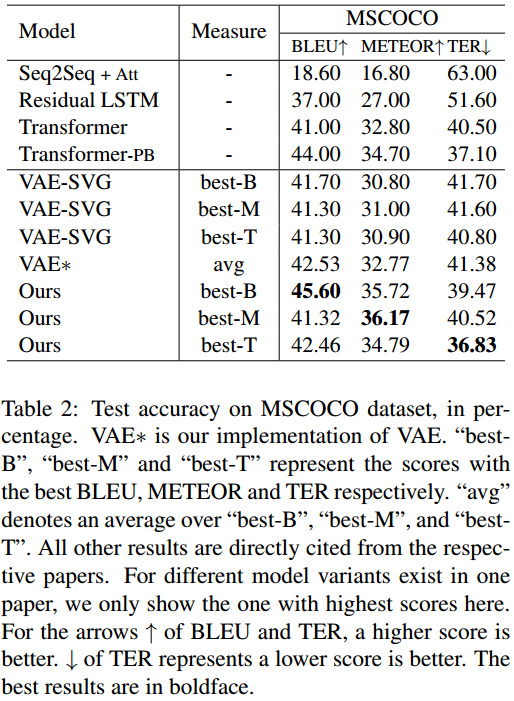 Model Measure MSCOCO
BLEU↑ METEOR↑ TER↓
Seq2Seq + Att - 18.60 16.80 63.00
Residual LSTM - 37.00 27.00 51.60
Transformer - 41.00 32.80 40.50
Transformer-PB - 44.00 34.70 37.10
VAE-SVG best-B 41.70 30.80 41.70
VAE-SVG best-M 41.30 31.00 41.60
VAE-SVG best-T 41.30 30.90 40.80
VAE∗ avg 42.53 32.77 41.38
Ours best-B 45.60 35.72 39.47
Ours best-M 41.32 36.17 40.52
Ours best-T 42.46 34.79 36.83
Table 2: Test accuracy on MSCOCO dataset, in per-
centage. VAE∗ is our implementation of VAE. “best-
B”, “best-M” and “best-T” represent the scores with
the best BLEU, METEOR and TER respectively. “avg”
denotes an average over “best-B”, “best-M”, and “best-
T”. All other results are directly cited from the respec-
tive papers. For different model variants exist in one
paper, we only show the one with highest scores here.
For the arrows ↑ of BLEU and TER, a higher score is
better. ↓ of TER represents a lower score is better. The
best results are in boldface.